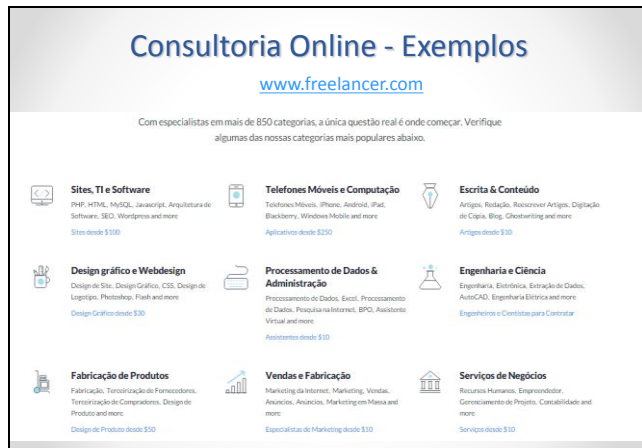 Consultoria Online - Exemplos
www.freelancer.com
Com especialistas em mais de 850 categorias, a única questão real é onde começar. Verifique
algumas das nossas categorias mais populares abaixo.
Sites, TI e Software
PHP, HTML, MySQL, Javascript, Arquitetura de
Software, SEO, Wordpress and more
Sites desde $100
Telefones Móveis e Computação
Telefones Móveis, iPhone, Android, iPad,
Blackberry, Windows Mobile and more
Aplicativos desde $250
Escrita & Conteúdo
Artigos, Redação, Reescrever Artigos, Digitação
de Cópia, Blog, Ghostwriting and more
Artigos desde $10
Design gráfico e Webdesign
Design de Site, Design Gráfico, CSS, Design de
Logotipo, Photoshop, Flash and more
Design Gráfico desde $30
Processamento de Dados &
Administração
Processamento de Dados, Excel, Processamento
de Dados, Pesquisa na Internet, BPO, Assistente
Virtual and more
Assistentes desde $10
Engenharia e Ciência
Engenharia, Eletrônica, Extração de Dados,
AutoCAD, Engenharia Elétrica and more
Engenheiros e Cientistas para Contratar
Fabricação de Produtos
Fabricação, Terceirização de Fornecedores,
Terceirização de Compradores, Design de
Produto and more
Design de Produto desde $50
Vendas e Fabricação
Marketing da Internet, Marketing, Vendas,
Anúncios, Anúncios, Marketing em Massa and
more
Especialistas de Marketing desde $10
Serviços de Negócios
Recursos Humanos, Empreendedor,
Gerenciamento de Projeto, Contabilidade and
more
Serviços desde $10